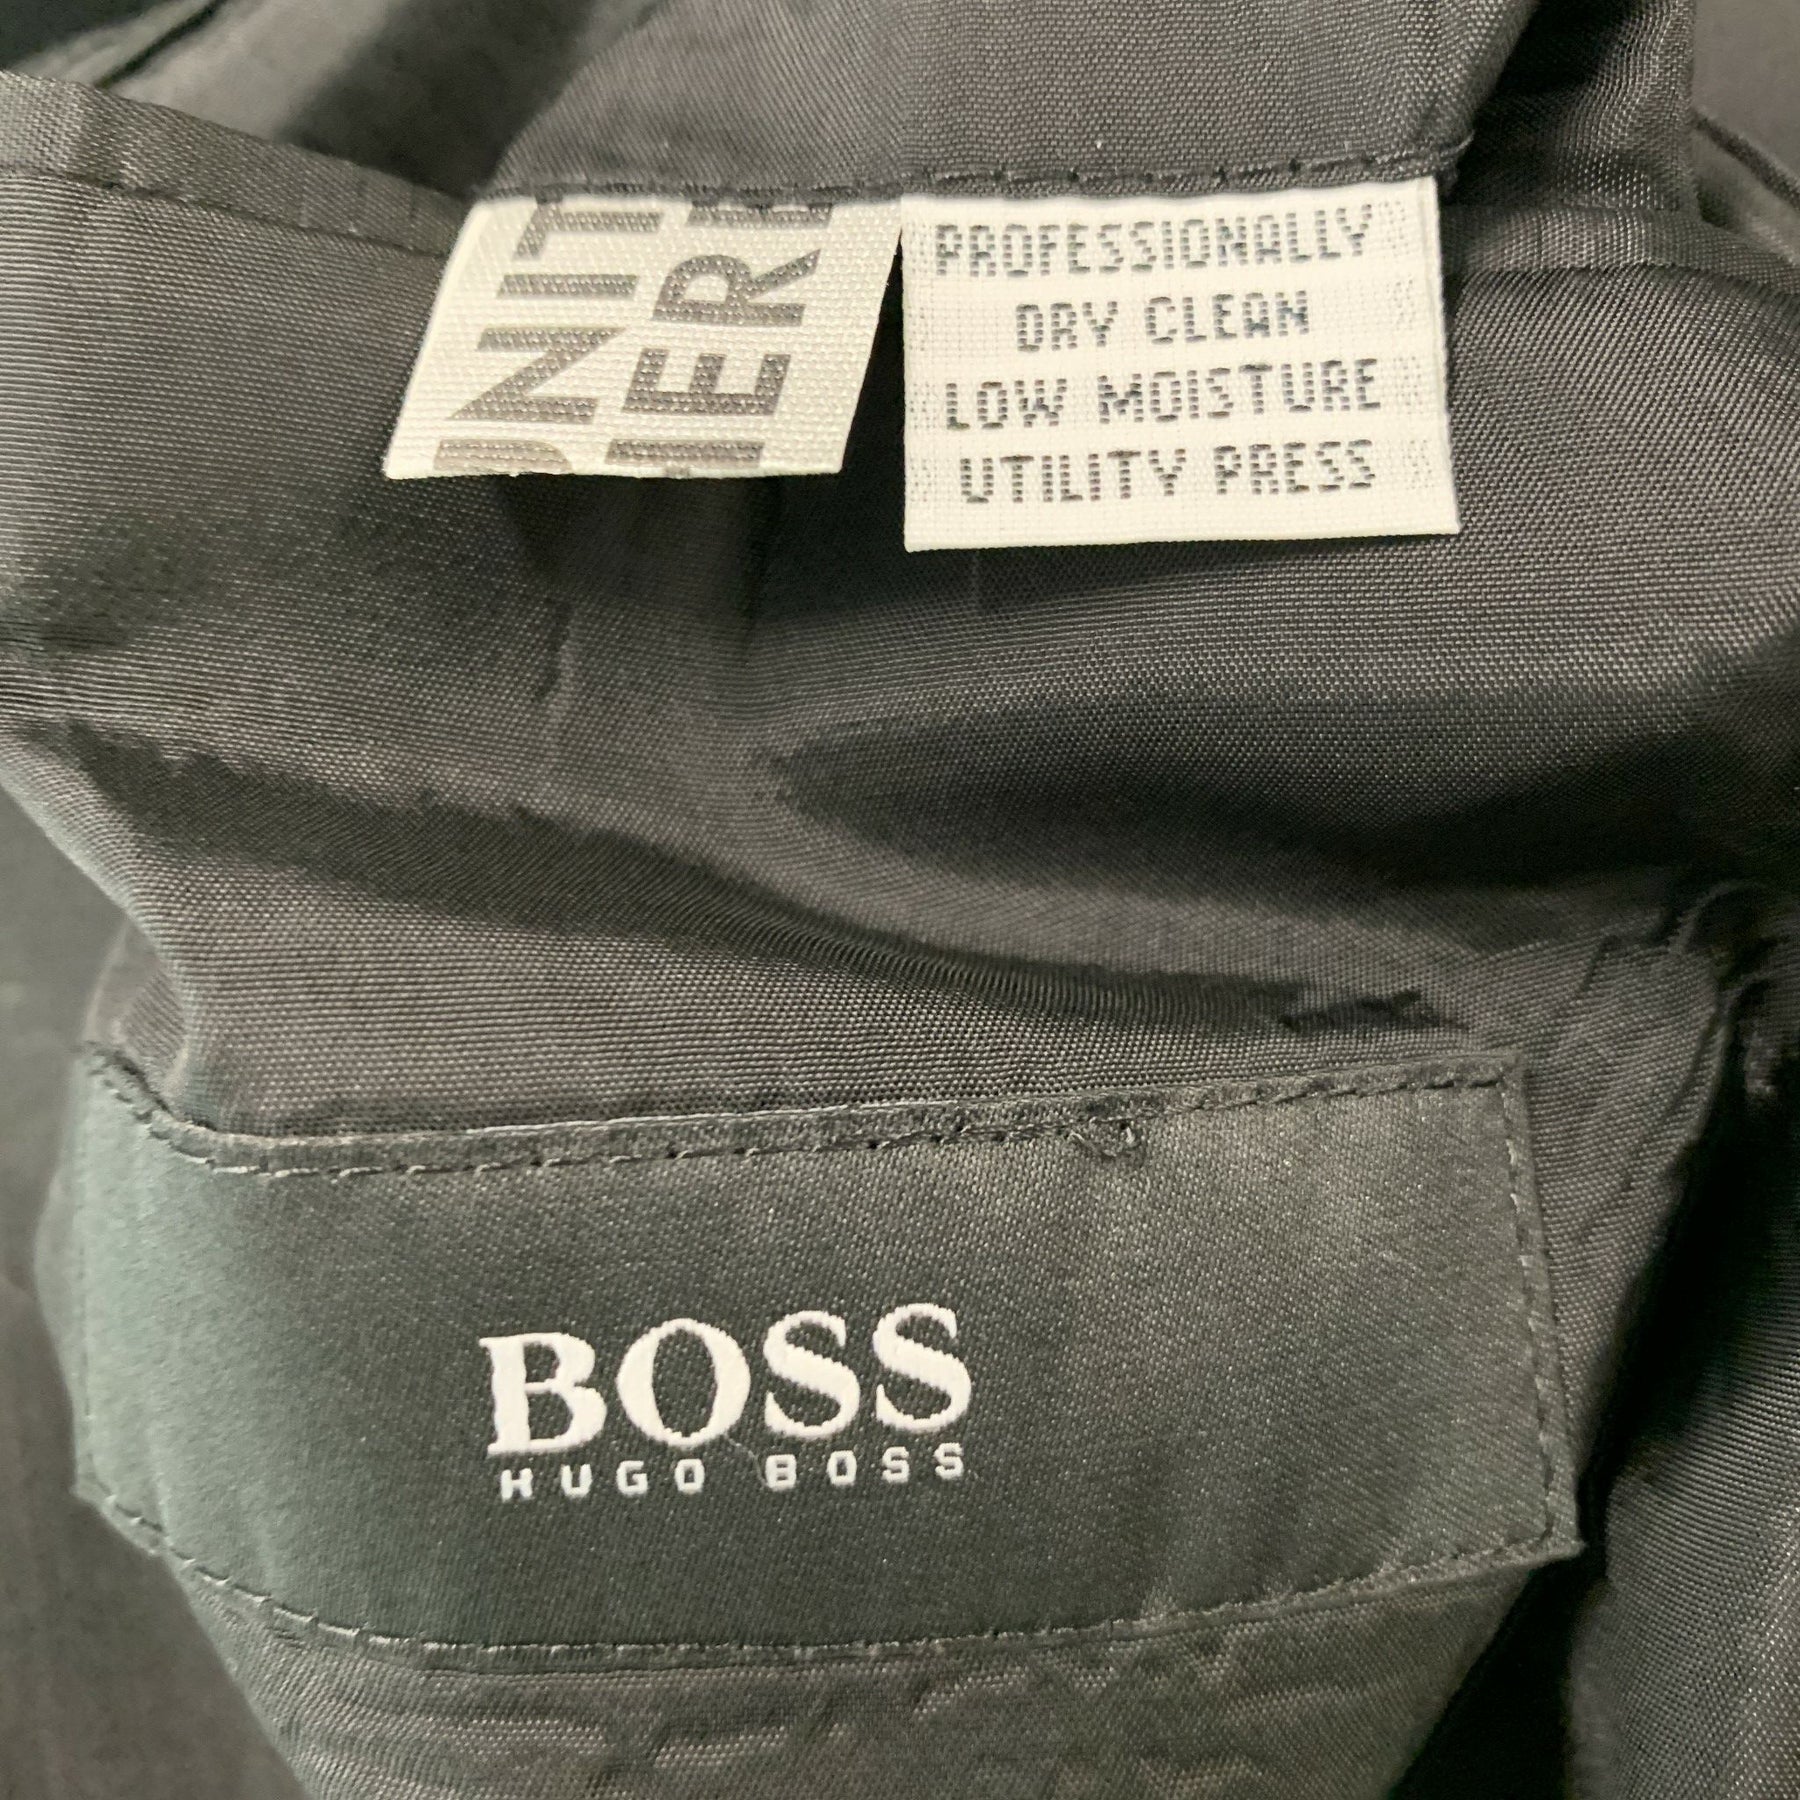 PROFESSIONALLY
DRY CLEAN
LOW MOISTURE
UTILITY PRESS
BOSS
HUGO BOSS